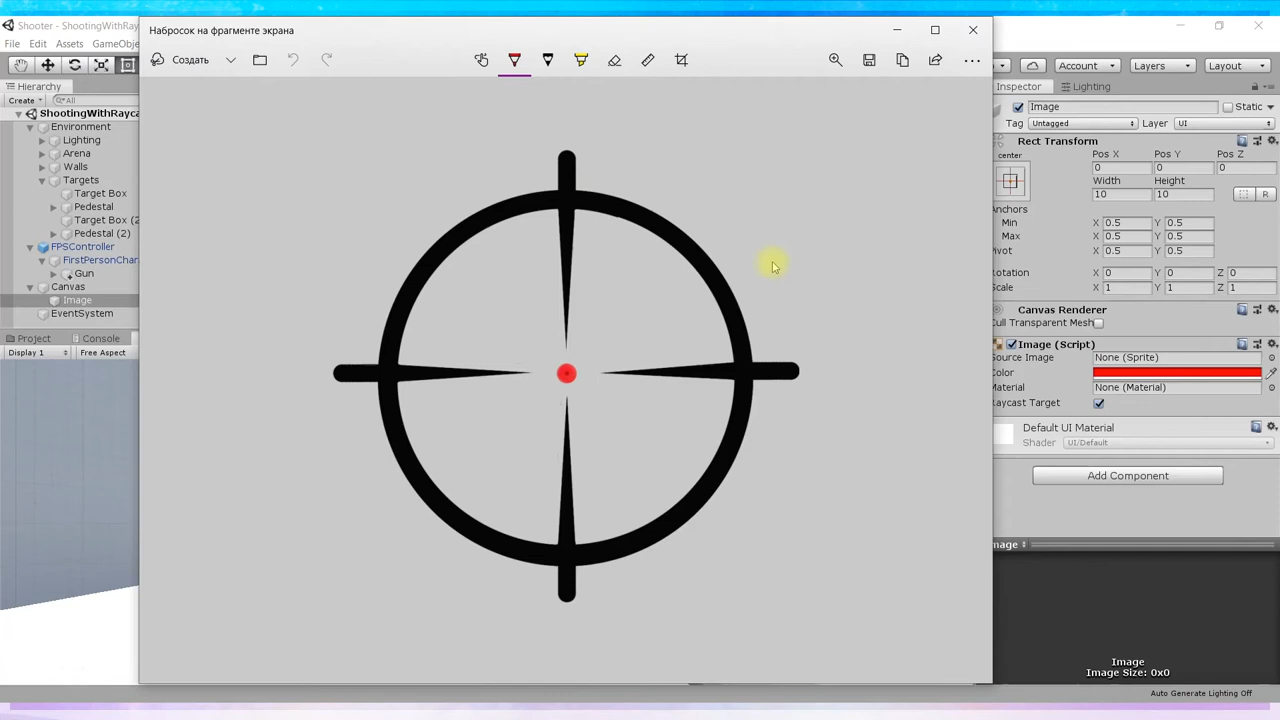 Shooter - ShootingWithRayca
File Edit Assets GameObje
Hierarchy
Create All
ShootingWithRayca
Environment
Lighting
Arena
Walls
Targets
Target Box
Pedestal
Target Box (2
Pedestal (2)
FPSController
FirstPersonChar
Gun
Canvas
Image
EventSystem
Project Console
Display 1 Free Aspect
Набросок на фрагменте экрана
Создать
Account Layers Layout
Inspector Lighting
Image Static
Tag Untagged Layer UI
Rect Transform
center Pos X Pos Y Pos Z
0 0 0
Width Height
10 10 R
Anchors
Min X 0.5 Y 0.5
Max X 0.5 Y 0.5
Pivot X 0.5 Y 0.5
Rotation X 0 Y 0 Z 0
Scale X 1 Y 1 Z 1
Canvas Renderer
Cull Transparent Mesh
Image (Script)
Source Image None (Sprite)
Color
Material None (Material)
Raycast Target
Default UI Material
Shader UI/Default
Add Component
mage
Image
Image Size: 0x0
Auto Generate Lighting Off